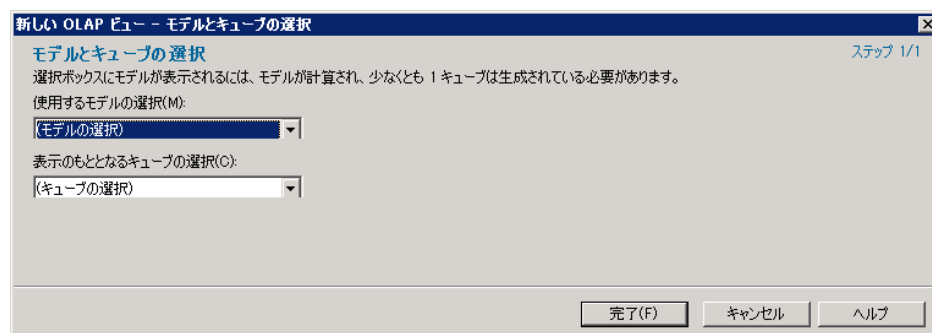 新しい OLAP ビュー - モデルとキューブの選択
モデルとキューブの選択
ステップ 1/1
選択ボックスにモデルが表示されるには、モデルが計算され、少なくとも 1 キューブは生成されている必要があります。
使用するモデルの選択(M):
(モデルの選択)
表示のもととなるキューブの選択(C):
(キューブの選択)
完了(F)
キャンセル
ヘルプ